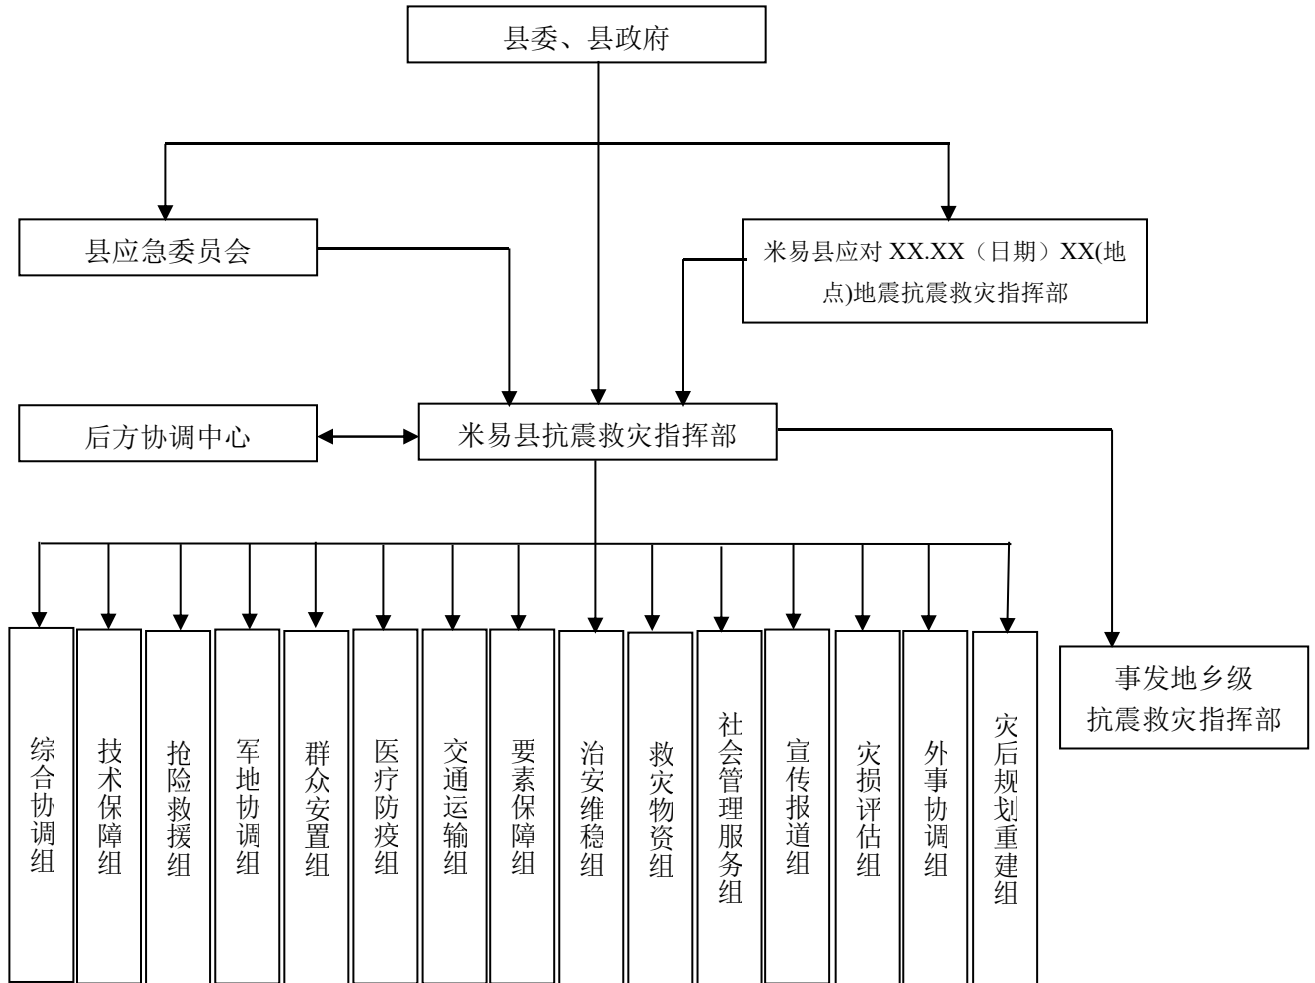 县委、县政府
县应急委员会
米易县应对 XX.XX（日期）XX(地
点)地震抗震救灾指挥部
后方协调中心
米易县抗震救灾指挥部
事发地乡级
抗震救灾指挥部
综合协调组
技术保障组
抢险救援组
军地协调组
群众安置组
医疗防疫组
交通运输组
要素保障组
治安维稳组
救灾物资组
社会管理服务组
宣传报道组
灾损评估组
外事协调组
灾后规划重建组